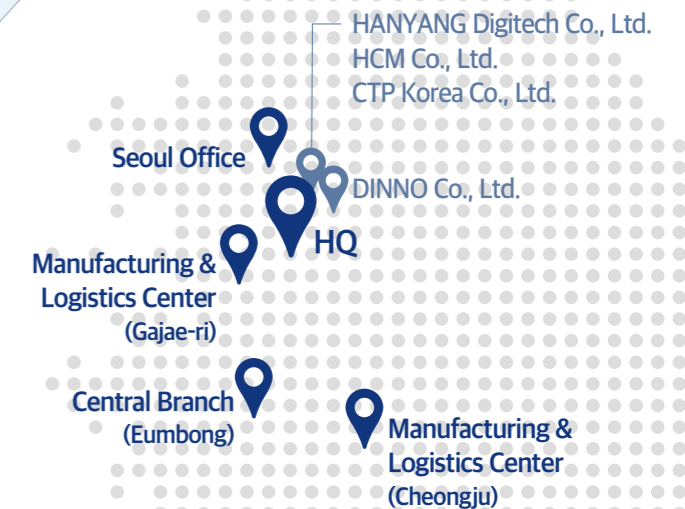 HANYANG Digitech Co., Ltd.
HCM Co., Ltd.
CTP Korea Co., Ltd.
Seoul Office
DINNO Co., Ltd.
HQ
Manufacturing &
Logistics Center
(Gajae-ri)
Central Branch
(Eumbong)
Manufacturing &
Logistics Center
(Cheongju)